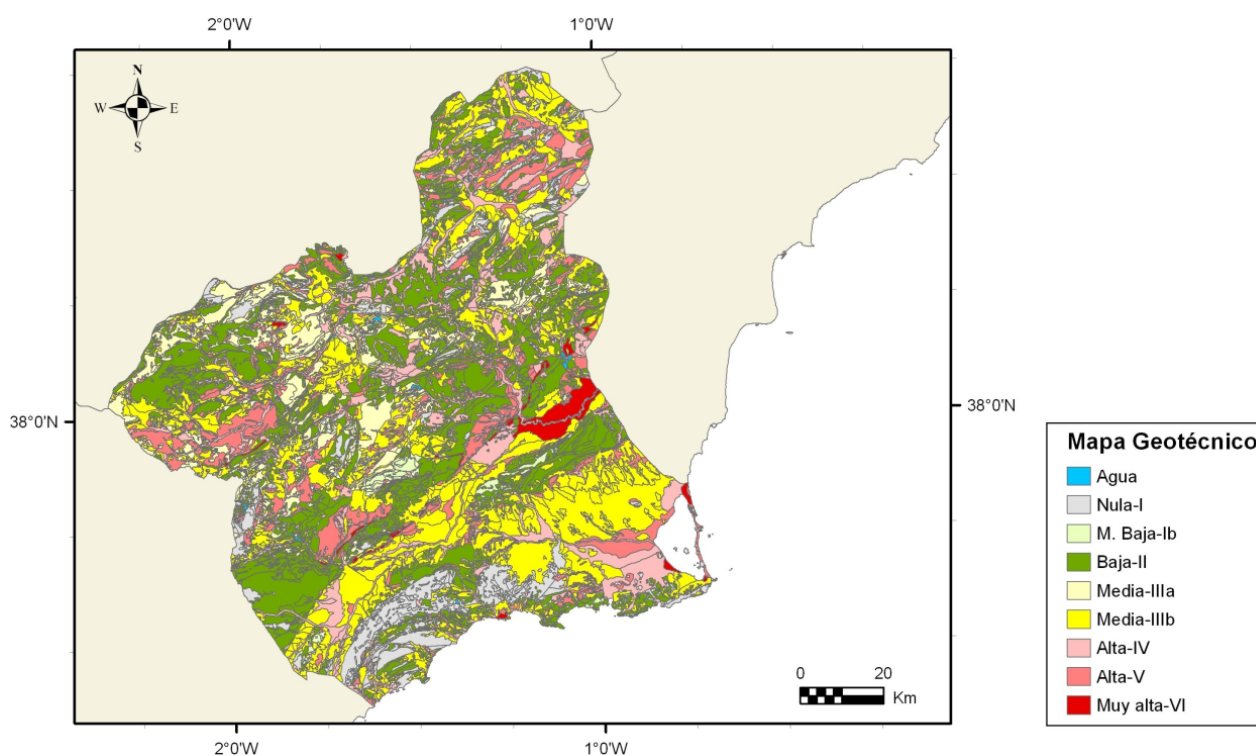 2°0'W
1°0'W
N
W
E
S
38°0'N
38°0'N
Mapa Geotécnico
Agua
Nula-I
M. Baja-Ib
Baja-II
Media-IIIa
Media-IIIb
Alta-IV
Alta-V
Muy alta-VI
0
20
Km
2°0'W
1°0'W